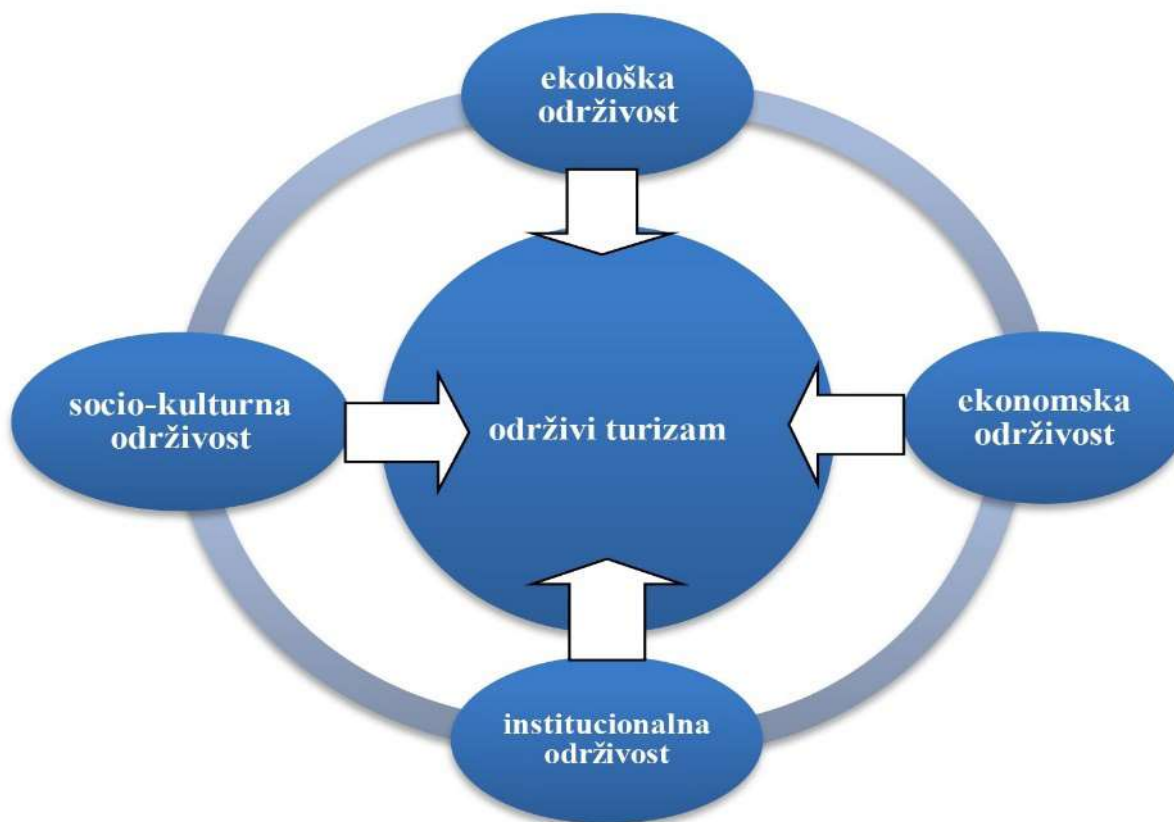 ekološka
održivost
socio-kulturna
održivost
održivi turizam
ekonomska
održivost
institucionalna
održivost